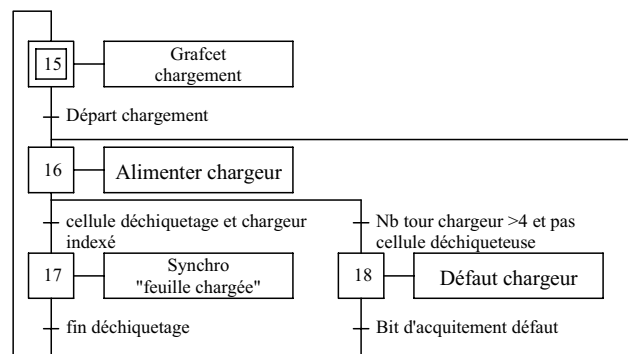 15
Grafcet
chargement
Départ chargement
16
Alimenter chargeur
cellule déchiquetage et chargeur
indexé
Nb tour chargeur >4 et pas
cellule déchiqueteuse
17
Synchro
"feuille chargée"
18
Défaut chargeur
fin déchiquetage
Bit d'acquitement défaut